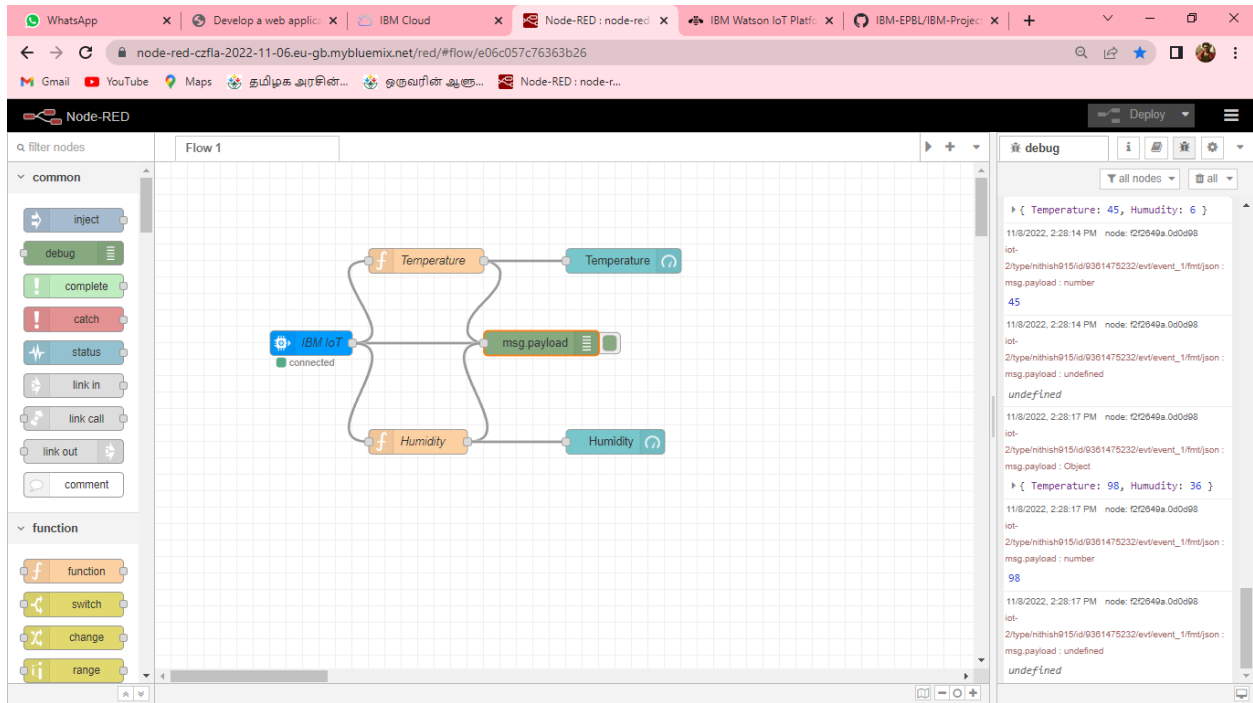 WhatsApp
Develop a web applica
IBM Cloud
Node-RED : node-red
IBM Watson IoT Platfo
IBM-EPBL/IBM-Project
node-red-czfla-2022-11-06.eu-gb.mybluemix.net/red/#flow/e06c057c76363b26
Gmail
YouTube
Maps
தமிழக அரசின்...
ஒருவரின் ஆளு...
Node-RED : node-r...
Node-RED
Deploy
filter nodes
Flow 1
debug
i
all nodes
all
common
inject
debug
complete
catch
status
link in
link call
link out
comment
function
function
switch
change
range
Temperature
Temperature
IBM IoT
connected
msg.payload
Humidity
Humidity
{ Temperature: 45, Humudity: 6 }
11/8/2022, 2:28:14 PM node: f2f2649a.0d0d98
iot-
2/type/nithish915/id/9361475232/evt/event_1/fmt/json :
msg.payload : number
45
11/8/2022, 2:28:14 PM node: f2f2649a.0d0d98
iot-
2/type/nithish915/id/9361475232/evt/event_1/fmt/json :
msg.payload : undefined
undefined
11/8/2022, 2:28:17 PM node: f2f2649a.0d0d98
iot-
2/type/nithish915/id/9361475232/evt/event_1/fmt/json :
msg.payload : Object
{ Temperature: 98, Humudity: 36 }
11/8/2022, 2:28:17 PM node: f2f2649a.0d0d98
iot-
2/type/nithish915/id/9361475232/evt/event_1/fmt/json :
msg.payload : number
98
11/8/2022, 2:28:17 PM node: f2f2649a.0d0d98
iot-
2/type/nithish915/id/9361475232/evt/event_1/fmt/json :
msg.payload : undefined
undefined